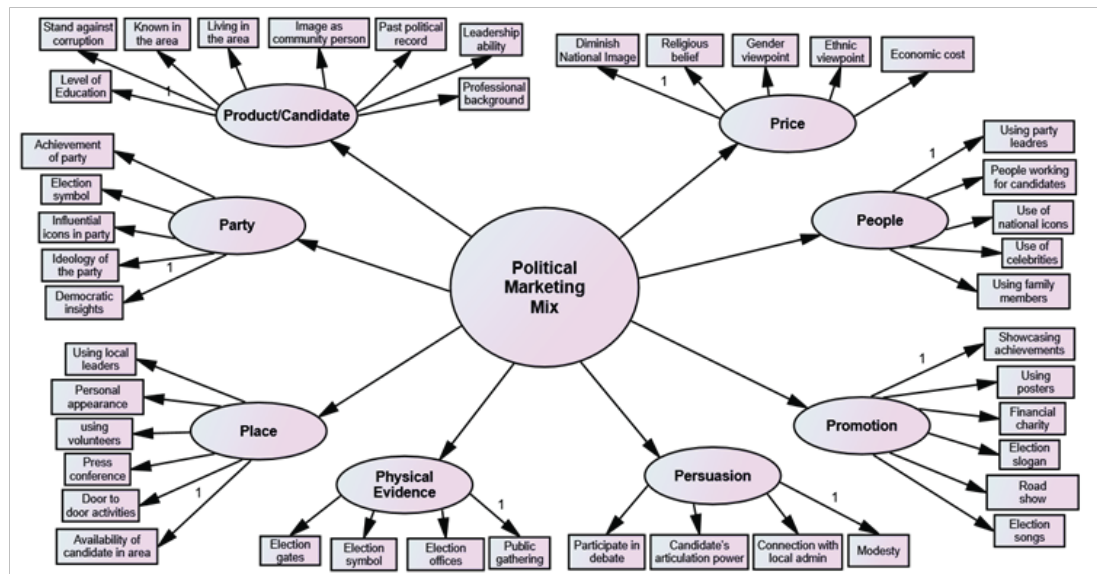 Stand against
corruption
Known in
the area
Living in
the area
Image as
community person
Past political
record
Leadership
ability
Level of
Education
1
Product/Candidate
Professional
background
Diminish
National Image
Religious
belief
Gender
viewpoint
Ethnic
viewpoint
Economic cost
1
Price
Achievement
of party
Election
symbol
Influential
icons in party
Ideology of
the party
Democratic
insights
1
Party
Using party
leadres
People working
for candidates
Use of
national icons
Use of
celebrities
Using family
members
1
People
Political
Marketing
Mix
Using local
leaders
Personal
appearance
using
volunteers
Press
conference
Door to
door activities
Availability of
candidate in area
1
Place
Physical
Evidence
1
Election
gates
Election
symbol
Election
offices
Public
gathering
Persuasion
1
Participate in
debate
Candidate's
articulation power
Connection with
local admin
Modesty
Promotion
1
Showcasing
achievements
Using
posters
Financial
charity
Election
slogan
Road
show
Election
songs